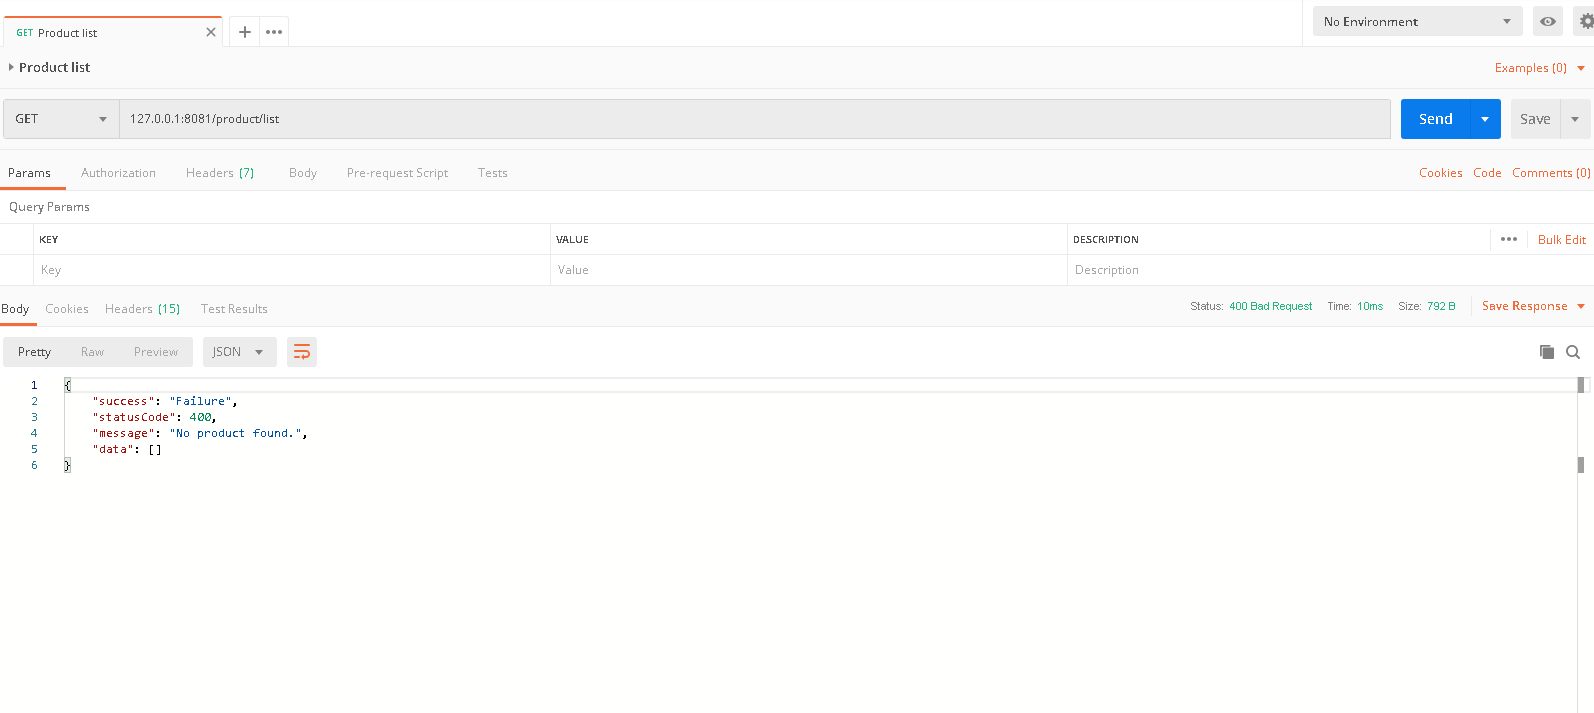 GET Product list
No Environment
Product list
Examples (0)
GET 127.0.0.1:8081/product/list Send Save
Params Authorization Headers (7) Body Pre-request Script Tests Cookies Code Comments (0)
Query Params
KEY VALUE DESCRIPTION Bulk Edit
Key Value Description
Body Cookies Headers (15) Test Results Status: 400 Bad Request Time: 10ms Size: 792 B Save Response
Pretty Raw Preview JSON
1 {
2 "success": "Failure",
3 "statusCode": 400,
4 "message": "No product found.",
5 "data": []
6 }